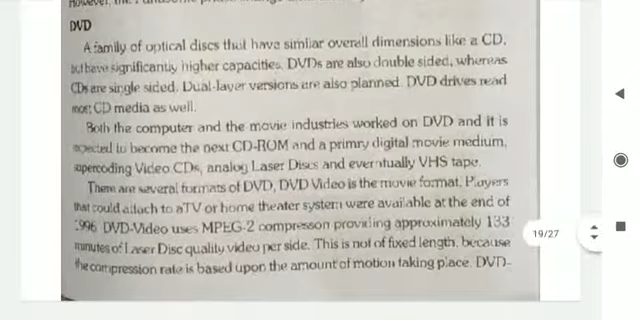 DVD
A family of optical discs that have simliar overall dimensions like a CD,
but have significantly higher capacities. DVDs are also double sided, whereas
CDs are single sided. Dual-layer versions are also planned. DVD drives read
most CD media as well.
Both the computer and the movie industries worked on DVD and it is
expected to become the next CD-ROM and a primry digital movie medium,
supercoding Video CDs, analog Laser Discs and everntually VHS tape.
There are several formats of DVD, DVD Video is the movie format. Players
that could attach to aTV or home theater system were available at the end of
1996 DVD-Video uses MPEG-2 compresson providing approximately 133
minutes of Laser Disc quality video per side. This is not of fixed length, because
the compression rate is based upon the amount of motion taking place. DVD-
19/27